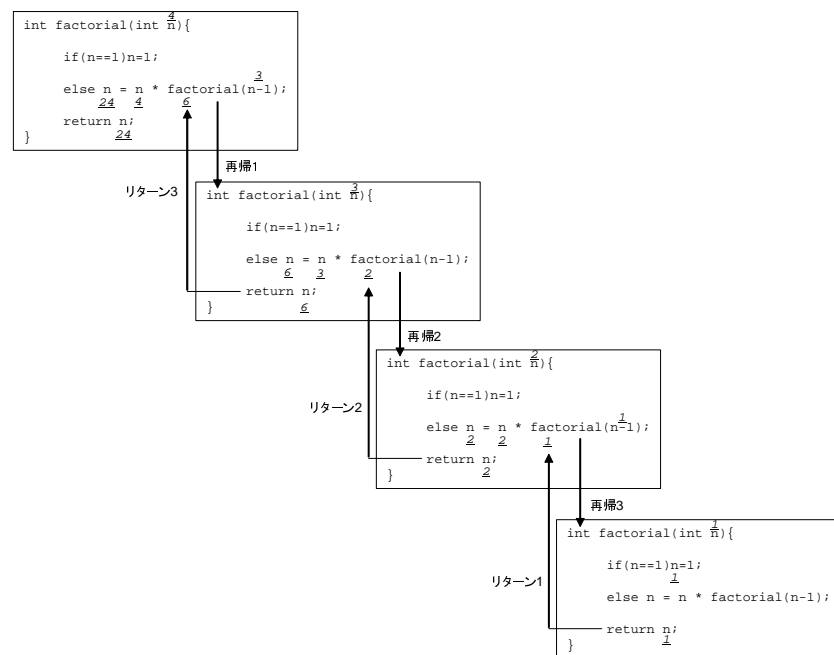 4
int factorial(int n){
if(n==1)n=1;
3
else n = n * factorial(n-1);
24 4 6
return n;
24
}
再帰1
リターン3
3
int factorial(int n){
if(n==1)n=1;
else n = n * factorial(n-1);
6 3 2
return n;
6
}
再帰2
2
int factorial(int n){
if(n==1)n=1;
リターン2
1
else n = n * factorial(n-1);
2 2 1
return n;
2
}
再帰3
1
int factorial(int n){
if(n==1)n=1;
1
リターン1
else n = n * factorial(n-1);
return n;
1
}